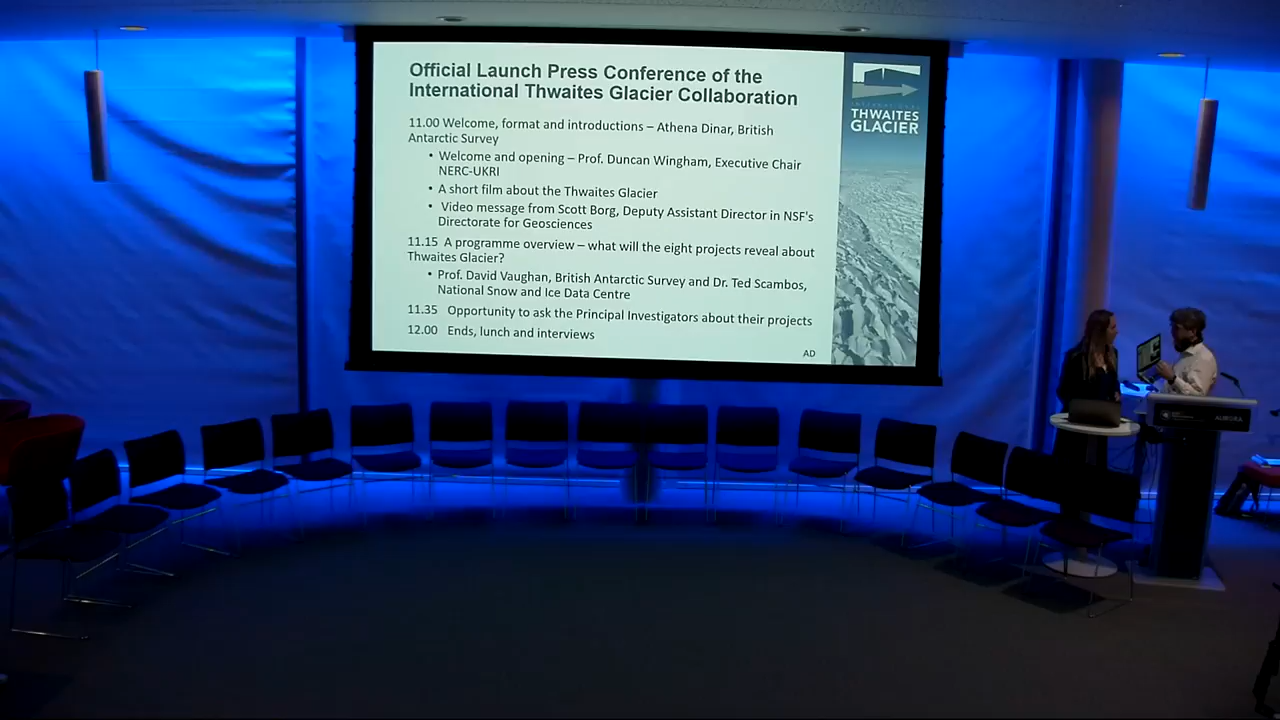 Official Launch Press Conference of the
International Thwaites Glacier Collaboration
11.00 Welcome, format and introductions – Athena Dinar, British
Antarctic Survey
• Welcome and opening – Prof. Duncan Wingham, Executive Chair
NERC-UKRI
• A short film about the Thwaites Glacier
• Video message from Scott Borg, Deputy Assistant Director in NSF's
Directorate for Geosciences
11.15 A programme overview – what will the eight projects reveal about
Thwaites Glacier?
• Prof. David Vaughan, British Antarctic Survey and Dr. Ted Scambos,
National Snow and Ice Data Centre
11.35 Opportunity to ask the Principal Investigators about their projects
12.00 Ends, lunch and interviews
AD
INTERNATIONAL
THWAITES
GLACIER
AURORA